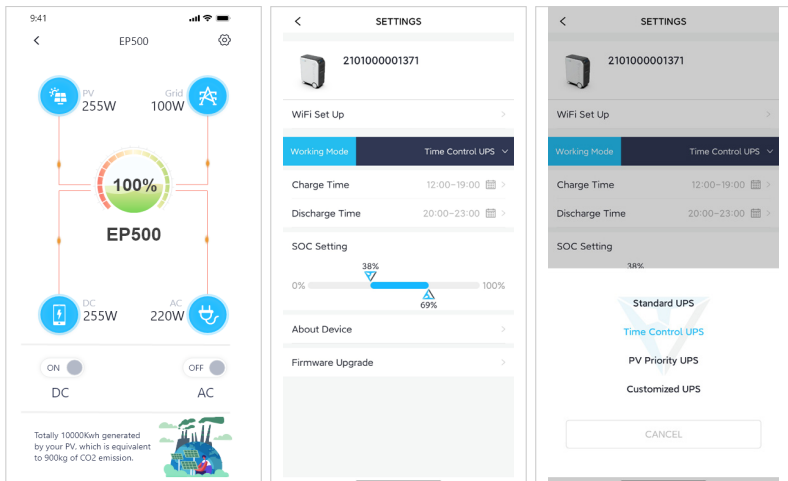 9:41
EP500
PV
255W
Grid
100W
100%
EP500
DC
255W
AC
220W
ON
OFF
DC
AC
Totally 10000Kwh generated
by your PV, which is equivalent
to 900kg of CO2 emission.
SETTINGS
2101000001371
WiFi Set Up
Working Mode
Time Control UPS
Charge Time
12:00-19:00
Discharge Time
20:00-23:00
SOC Setting
38%
0%
100%
69%
About Device
Firmware Upgrade
SETTINGS
2101000001371
WiFi Set Up
Working Mode
Time Control UPS
Charge Time
12:00-19:00
Discharge Time
20:00-23:00
SOC Setting
38%
Standard UPS
Time Control UPS
PV Priority UPS
Customized UPS
CANCEL